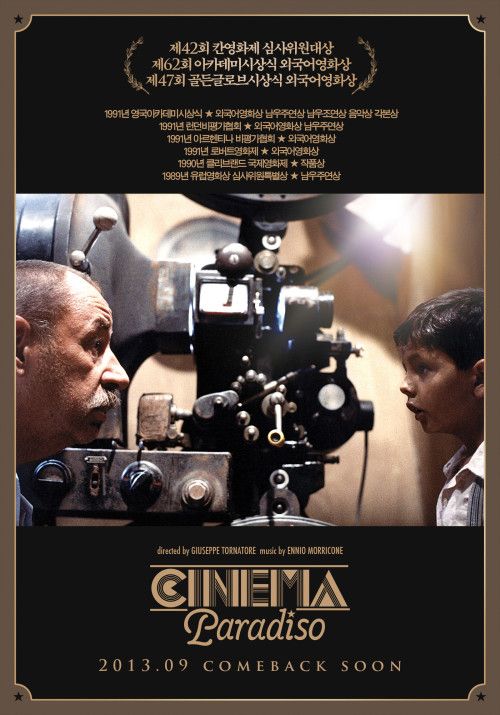 제42회 칸영화제 심사위원대상
제62회 아카데미시상식 외국어영화상
제47회 골든글로브시상식 외국어영화상
1991년 영국아카데미시상식 ★ 외국어영화상 남우주연상 남우조연상 음악상 각본상
1991년 런던비평가협회 ★ 외국어영화상 남우주연상
1991년 아르헨티나 비평가협회 ★ 외국어영화상
1991년 로버트영화제 ★ 외국어영화상
1990년 클리브랜드 국제영화제 ★ 작품상
1989년 유럽영화상 심사위원특별상 ★ 남우주연상
directed by GIUSEPPE TORNATORE music by ENNIO MORRICONE
CINEMA
Paradiso
2013.09 COMEBACK SOON